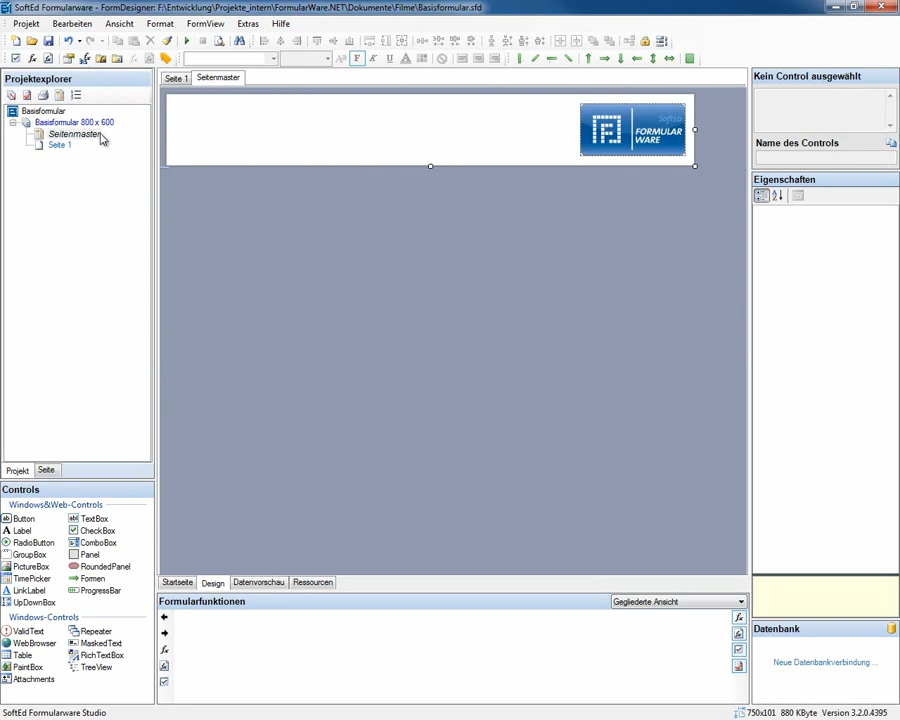 SoftEd Formularware - FormDesigner: F:\Entwicklung\Projekte_intern\FormularWare.NET\Dokumente\Filme\Basisformular.sfd
Projekt Bearbeiten Ansicht Format FormView Extras Hilfe
Projektexplorer
Basisformular
Basisformular 800 x 600
Seitenmaster
Seite 1
Projekt Seite
Controls
Windows&Web-Controls
Button TextBox
Label CheckBox
RadioButton ComboBox
GroupBox Panel
PictureBox RoundedPanel
TimePicker Formen
LinkLabel ProgressBar
UpDownBox
Windows-Controls
ValidText Repeater
WebBrowser MaskedText
Table RichTextBox
PaintBox TreeView
Attachments
Seite 1 Seitenmaster
SoftEd
FORMULAR
WARE
Startseite Design Datenvorschau Ressourcen
Formularfunktionen Gegliederte Ansicht
Kein Control ausgewählt
Name des Controls
Eigenschaften
Datenbank
Neue Datenbankverbindung ...
SoftEd Formularware Studio
750x101 880 KByte Version 3.2.0.4395